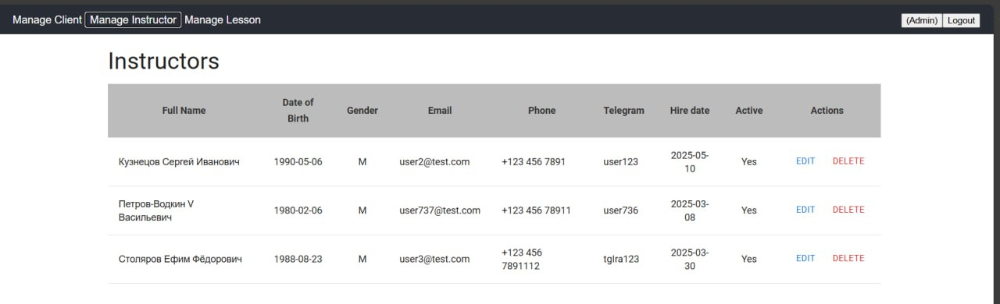 Manage Client Manage Instructor Manage Lesson (Admin) Logout
Instructors
Full Name Date of Birth Gender Email Phone Telegram Hire date Active Actions
Кузнецов Сергей Иванович 1990-05-06 M user2@test.com +123 456 7891 user123 2025-05-10 Yes EDIT DELETE
Петров-Водкин V Васильевич 1980-02-06 M user737@test.com +123 456 78911 user736 2025-03-08 Yes EDIT DELETE
Столяров Ефим Фёдорович 1988-08-23 M user3@test.com +123 456 7891112 tglra123 2025-03-30 Yes EDIT DELETE